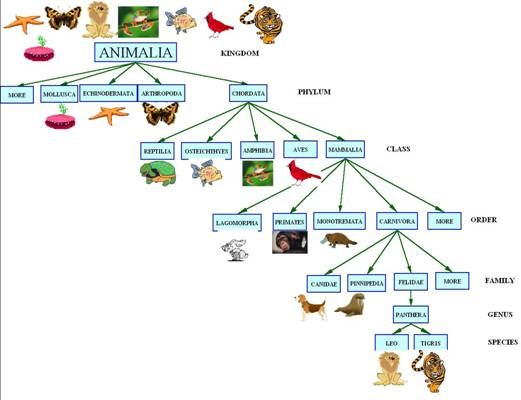 ANIMALIA KINGDOM
MORE MOLLUSCA ECHINODERMATA ARTHROPODA CHORDATA PHYLUM
REPTILIA OSTEICHTHYES AMPHIBIA AVES MAMMALIA CLASS
LAGOMORPHA PRIMATES MONOTREMATA CARNIVORA MORE ORDER
CANIDAE PINNIPEDIA FELIDAE MORE FAMILY
PANTHERA GENUS
LEO TIGRIS SPECIES